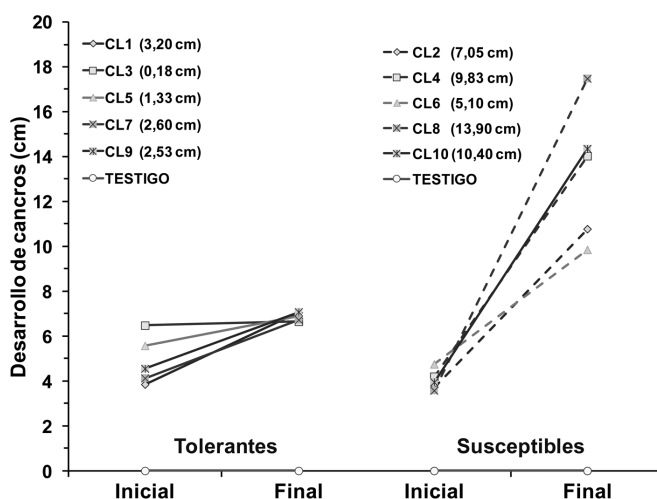 Desarrollo de cancros (cm)
20
18
16
14
12
10
8
6
4
2
0
CL1 (3,20 cm)
CL3 (0,18 cm)
CL5 (1,33 cm)
CL7 (2,60 cm)
CL9 (2,53 cm)
TESTIGO
CL2 (7,05 cm)
CL4 (9,83 cm)
CL6 (5,10 cm)
CL8 (13,90 cm)
CL10 (10,40 cm)
TESTIGO
Tolerantes
Susceptibles
Inicial
Final
Inicial
Final